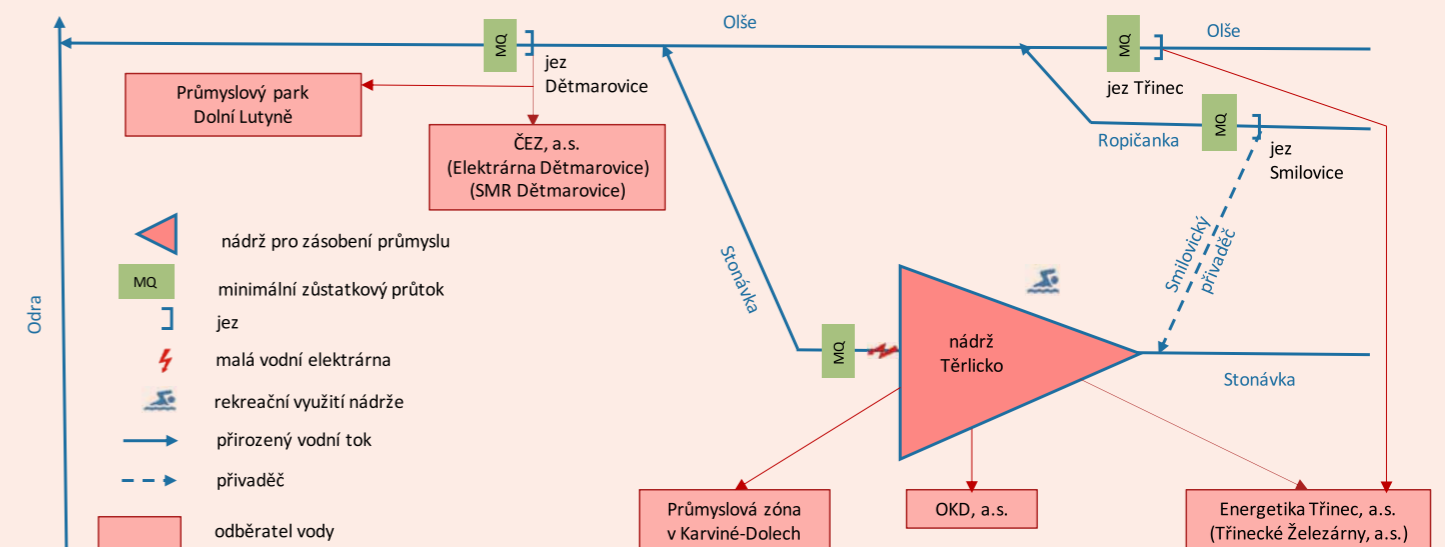 Olše
Olše
MQ
MQ
jez
Dětmarovice
jez Třinec
Průmyslový park
Dolní Lutyně
ČEZ, a.s.
(Elektrárna Dětmarovice)
(SMR Dětmarovice)
MQ
Ropičanka
jez
Smilovice
Smilovický
přivaděč
Stonávka
Odra
nádrž pro zásobení průmyslu
MQ
minimální zůstatkový průtok
jez
malá vodní elektrárna
rekreační využití nádrže
přirozený vodní tok
přivaděč
odběratel vody
MQ
nádrž
Těrlicko
Stonávka
Průmyslová zóna
v Karviné-Dolech
OKD, a.s.
Energetika Třinec, a.s.
(Třinecké Železárny, a.s.)